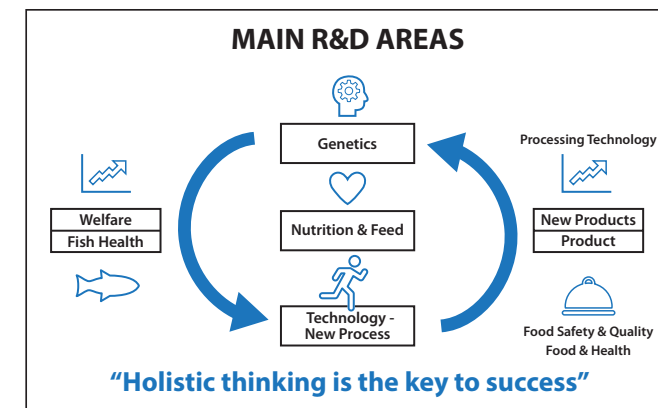 MAIN R&D AREAS
Genetics
Processing Technology
Welfare
Fish Health
Nutrition & Feed
New Products
Product
Technology -
New Process
Food Safety & Quality
Food & Health
“Holistic thinking is the key to success”